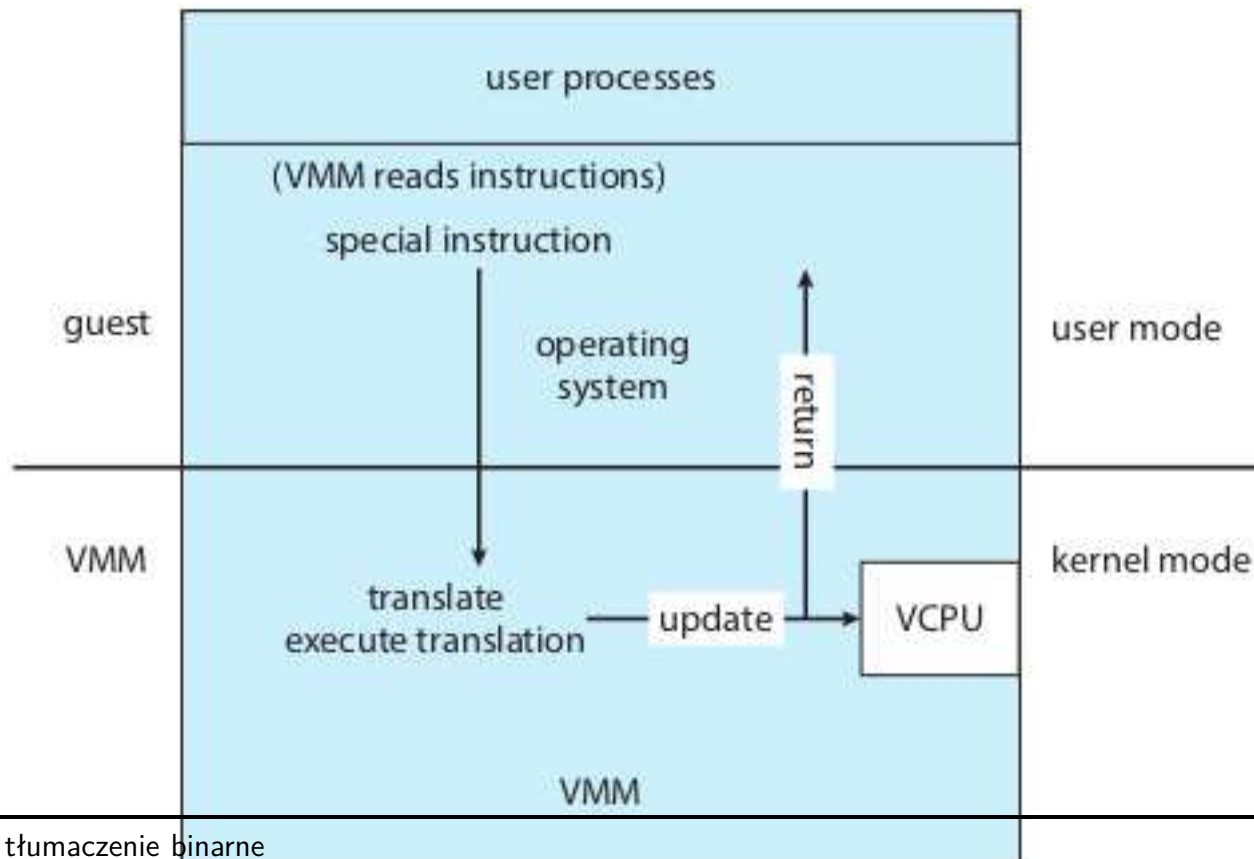 user processes
(VMM reads instructions)
special instruction
guest
operating
system
return
user mode
VMM
kernel mode
translate
execute translation
update
VCPU
VMM
tłumaczenie binarne